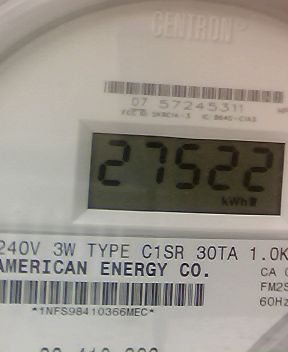 CENTRON®
07 57245311
27522
kWh
240V 3W TYPE C1SR 30TA 1.0K
AMERICAN ENERGY CO.
CA
FM2S
60Hz
*1NFS98410366MEC*